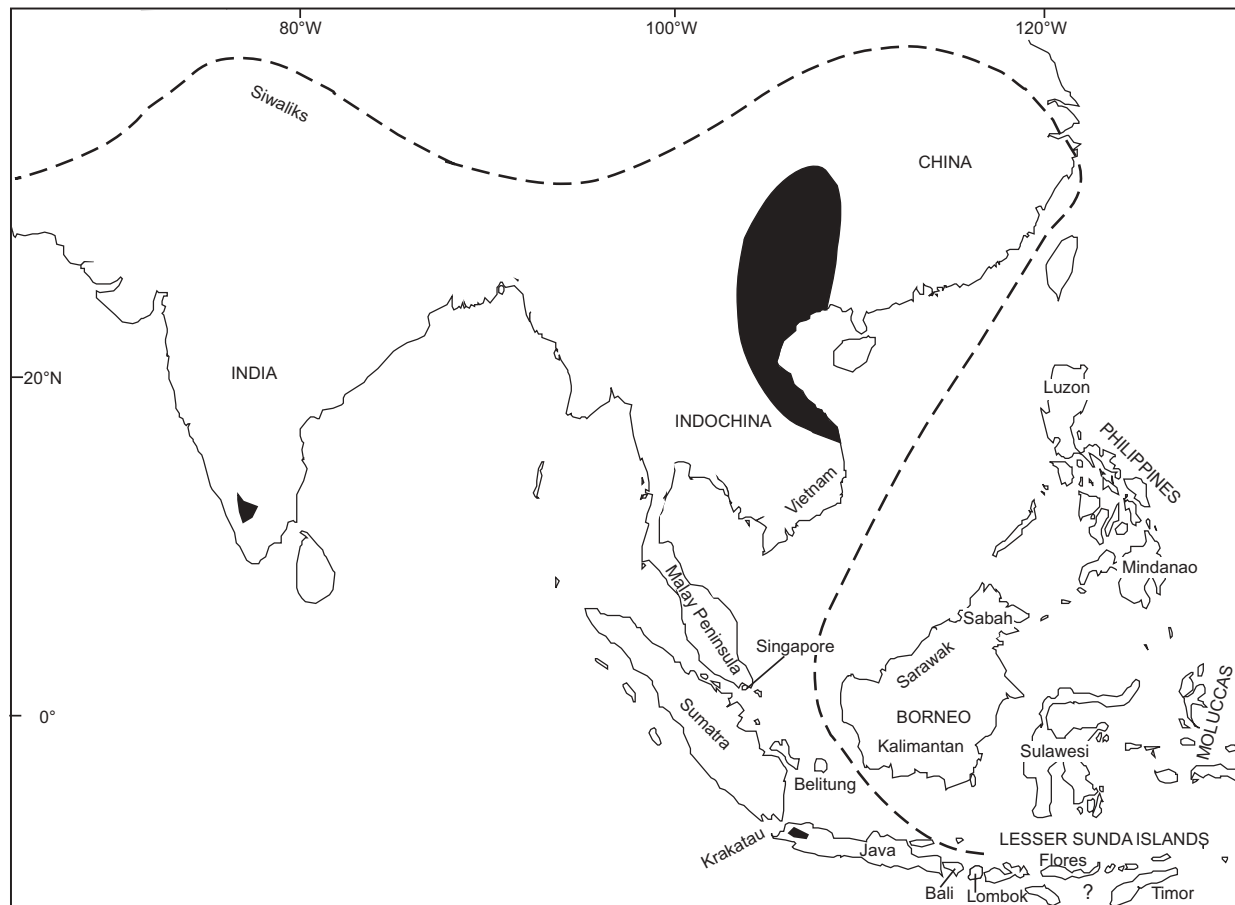 80°W
100°W
120°W
Siwaliks
CHINA
20°N
INDIA
Luzon
INDOCHINA
PHILIPPINES
Vietnam
Mindanao
Malay Peninsula
Sabah
Singapore
Sarawak
MOLUCCAS
0°
Sumatra
BORNEO
Kalimantan
Sulawesi
Belitung
Krakatau
Java
LESSER SUNDA ISLANDS
Flores
Bali
Lombok
?
Timor